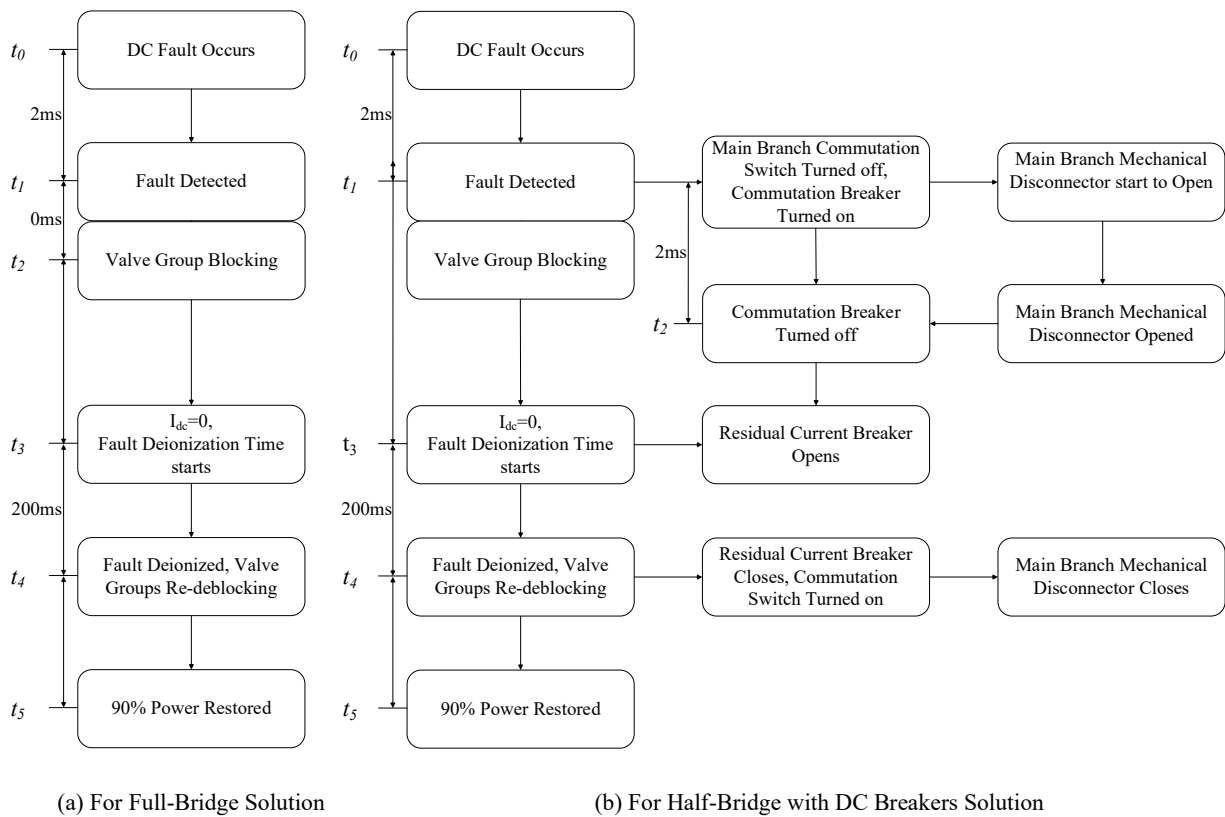 t0
DC Fault Occurs
2ms
t1
Fault Detected
0ms
t2
Valve Group Blocking
t3
Idc=0,
Fault Deionization Time
starts
200ms
t4
Fault Deionized, Valve
Groups Re-deblocking
t5
90% Power Restored
(a) For Full-Bridge Solution
t0
DC Fault Occurs
2ms
t1
Fault Detected
Valve Group Blocking
Main Branch Commutation
Switch Turned off,
Commutation Breaker
Turned on
Main Branch Mechanical
Disconnector start to Open
2ms
t2
Commutation Breaker
Turned off
Main Branch Mechanical
Disconnector Opened
t3
Idc=0,
Fault Deionization Time
starts
Residual Current Breaker
Opens
200ms
t4
Fault Deionized, Valve
Groups Re-deblocking
Residual Current Breaker
Closes, Commutation
Switch Turned on
Main Branch Mechanical
Disconnector Closes
t5
90% Power Restored
(b) For Half-Bridge with DC Breakers Solution